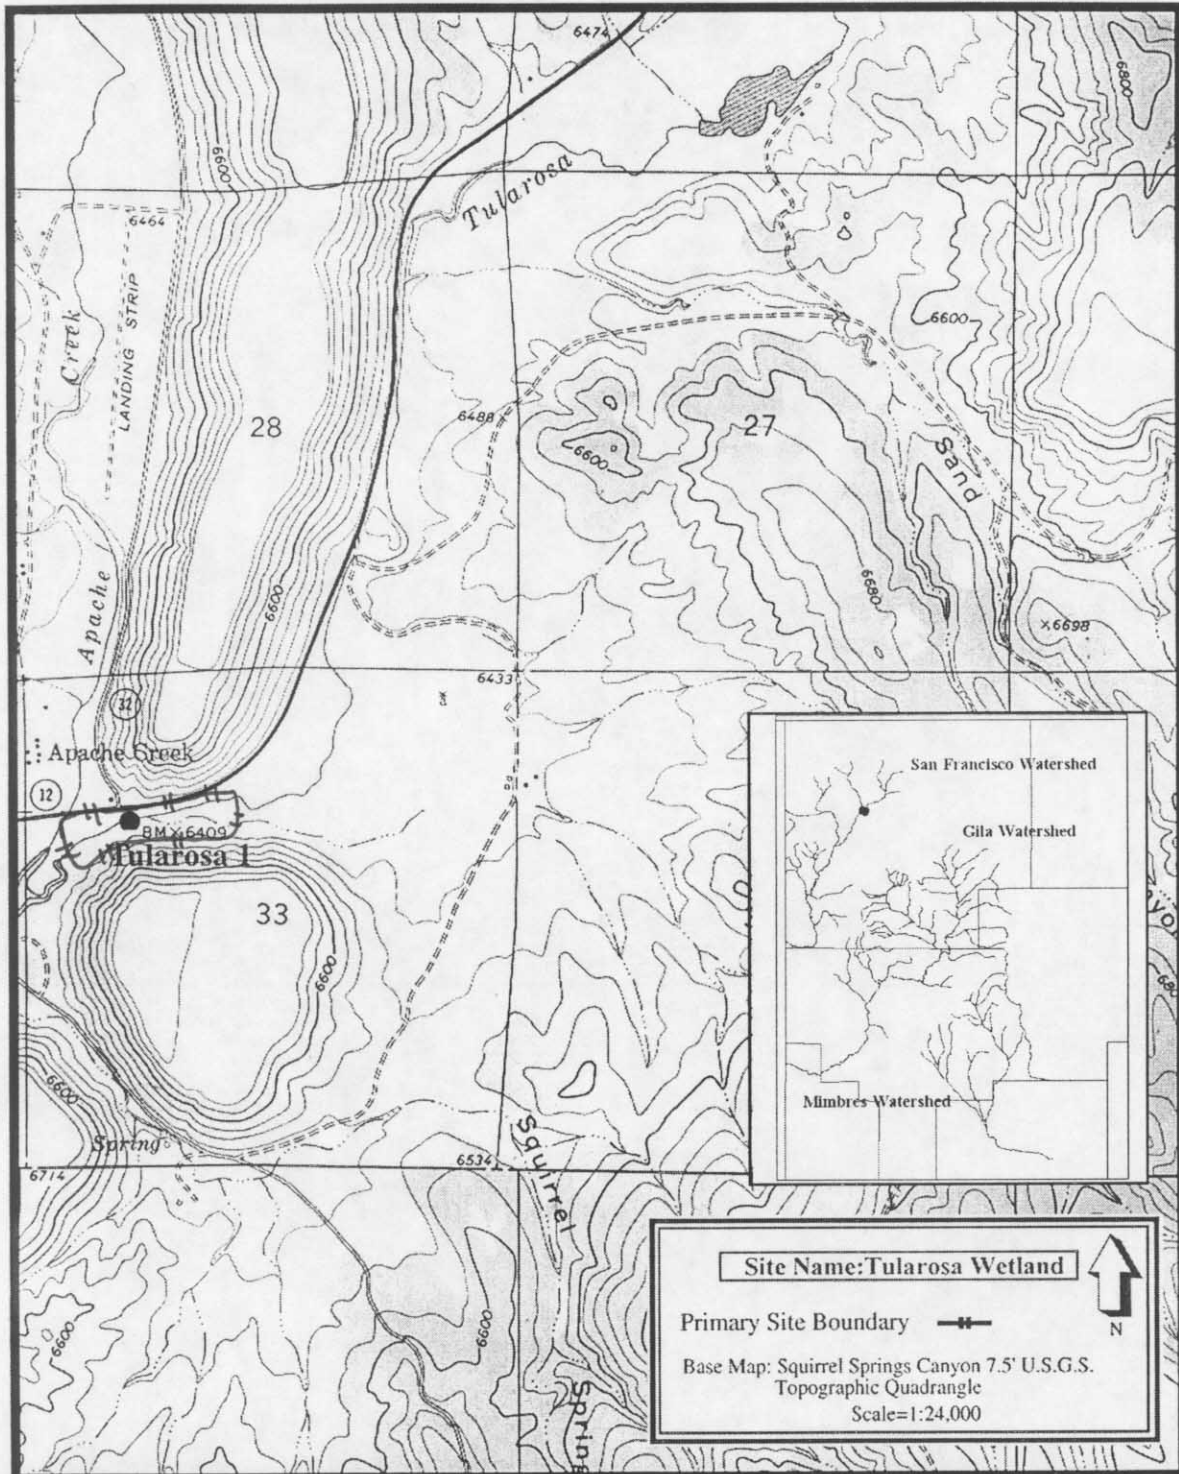 6474
6800
6600
Tularosa
6464
LANDING STRIP
Creek
6600
28
6488
27
6600
Sand
6600
6680
Apache
x 6698
6433
32
Apache Creek
12
BM x 6409
Tularosa 1
33
6600
6600
Spring
6714
6534
Squirrel
6600
6600
Spring
San Francisco Watershed
Gila Watershed
Mimbres Watershed
Site Name:Tularosa Wetland
Primary Site Boundary
N
Base Map: Squirrel Springs Canyon 7.5' U.S.G.S.
Topographic Quadrangle
Scale=1:24,000